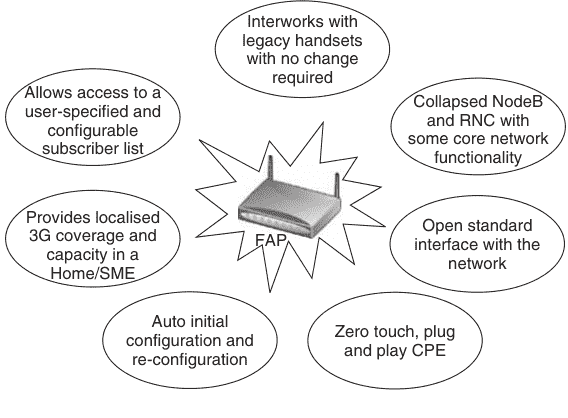 Interworks with
legacy handsets
with no change
required
Allows access to a
user-specified and
configurable
subscriber list
Collapsed NodeB
and RNC with
some core network
functionality
FAP
Provides localised
3G coverage and
capacity in a
Home/SME
Open standard
interface with the
network
Auto initial
configuration and
re-configuration
Zero touch, plug
and play CPE